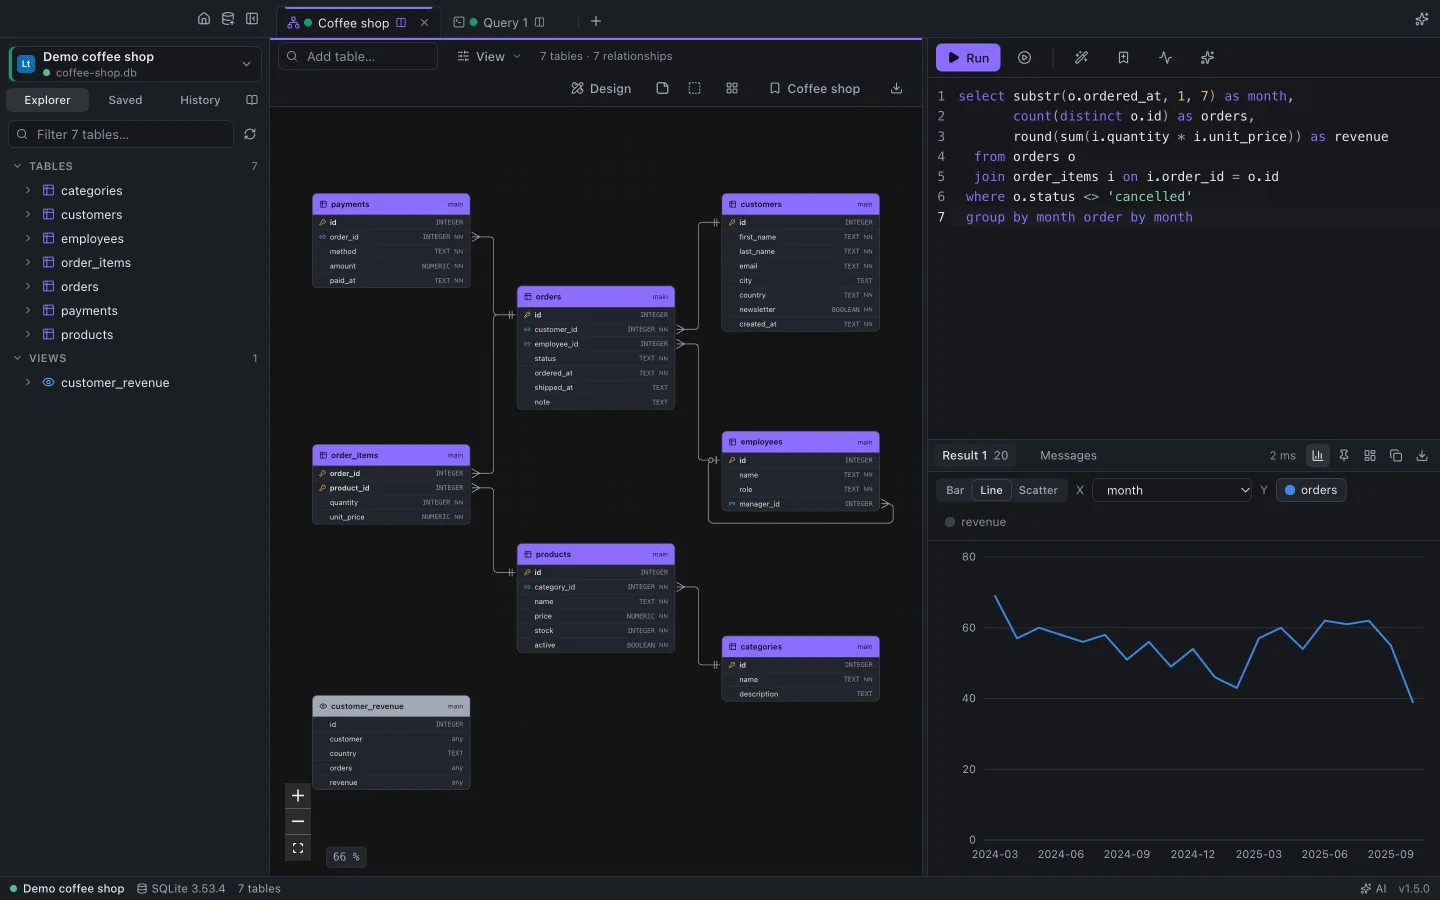 Coffee shop
Query 1
Lt
Demo coffee shop
coffee-shop.db
Explorer
Saved
History
Filter 7 tables...
TABLES 7
categories
customers
employees
order_items
orders
payments
products
VIEWS 1
customer_revenue
Add table...
View
7 tables · 7 relationships
Design
Coffee shop
payments main
id INTEGER
order_id INTEGER NN
method TEXT NN
amount NUMERIC NN
paid_at TEXT NN
customers main
id INTEGER
first_name TEXT NN
last_name TEXT NN
email TEXT NN
city TEXT
country TEXT NN
newsletter BOOLEAN NN
created_at TEXT NN
orders main
id INTEGER
customer_id INTEGER NN
employee_id INTEGER
status TEXT NN
ordered_at TEXT NN
shipped_at TEXT
note TEXT
order_items main
order_id INTEGER
product_id INTEGER
quantity INTEGER NN
unit_price NUMERIC NN
employees main
id INTEGER
name TEXT NN
role TEXT NN
manager_id INTEGER
products main
id INTEGER
category_id INTEGER NN
name TEXT NN
price NUMERIC NN
stock INTEGER NN
active BOOLEAN NN
categories main
id INTEGER
name TEXT NN
description TEXT
customer_revenue main
id INTEGER
customer any
country TEXT
orders any
revenue any
66 %
Run
1 select substr(o.ordered_at, 1, 7) as month,
2 count(distinct o.id) as orders,
3 round(sum(i.quantity * i.unit_price)) as revenue
4 from orders o
5 join order_items i on i.order_id = o.id
6 where o.status <> 'cancelled'
7 group by month order by month
Result 1 20
Messages
2 ms
Bar
Line
Scatter
X
month
Y
orders
revenue
80
60
40
20
0
2024-03
2024-06
2024-09
2024-12
2025-03
2025-06
2025-09
Demo coffee shop
SQLite 3.53.4
7 tables
AI
v1.5.0